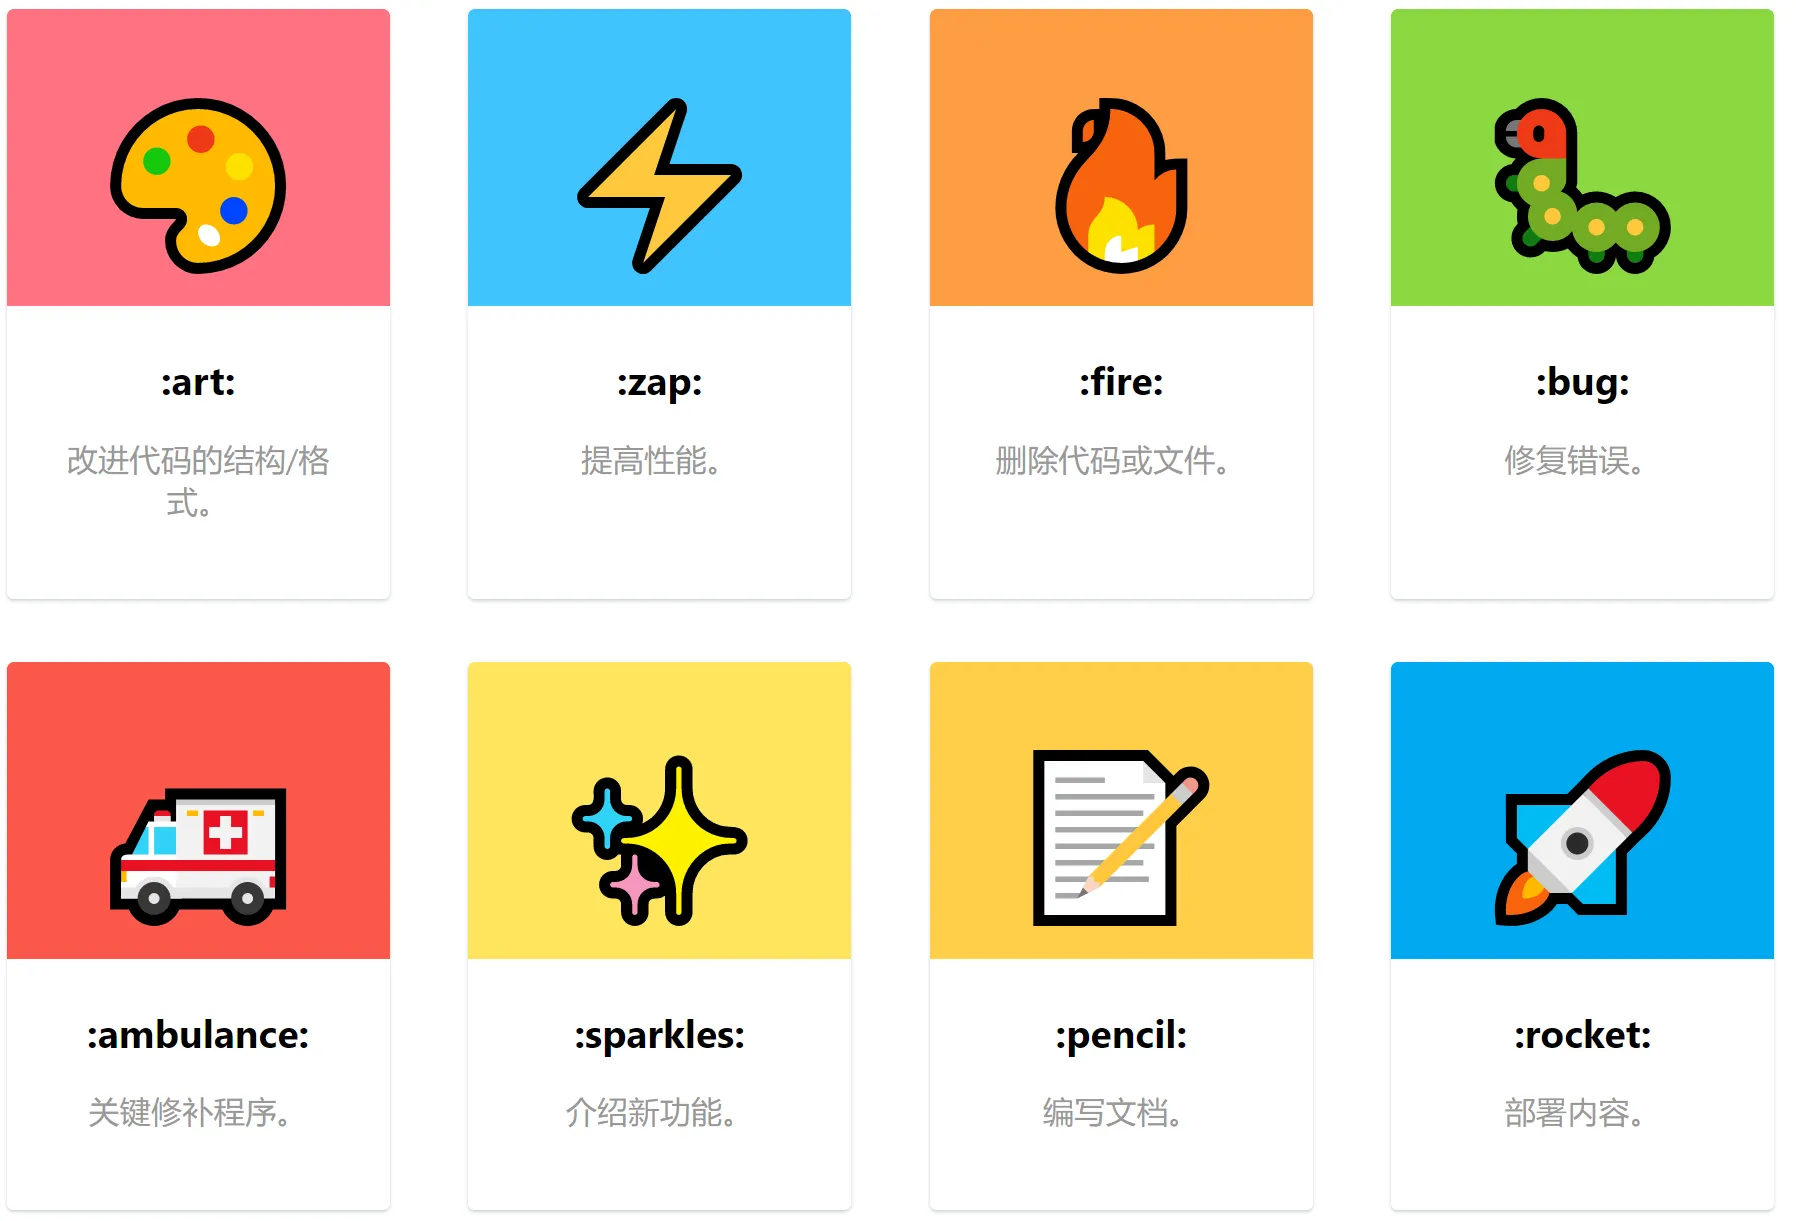 :art:
改进代码的结构/格
式。
:zap:
提高性能。
:fire:
删除代码或文件。
:bug:
修复错误。
:ambulance:
关键修补程序。
:sparkles:
介绍新功能。
:pencil:
编写文档。
:rocket:
部署内容。